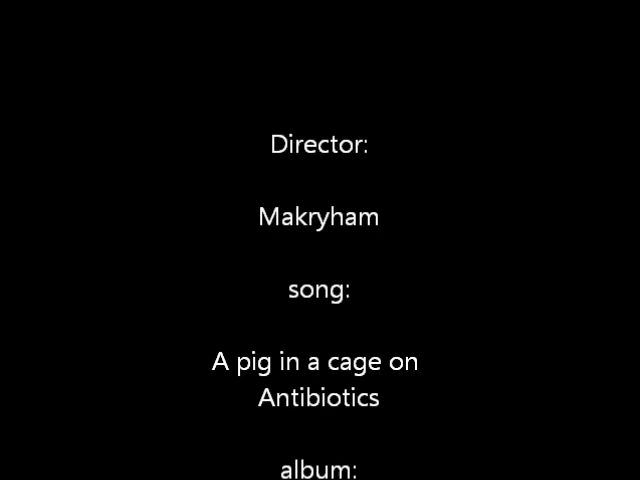 Director:
Makryham
song:
A pig in a cage on
Antibiotics
album: